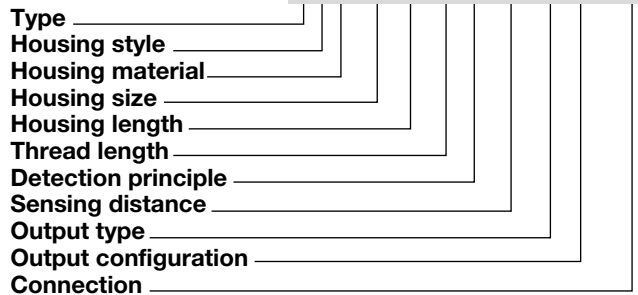 Type
Housing style
Housing material
Housing size
Housing length
Thread length
Detection principle
Sensing distance
Output type
Output configuration
Connection